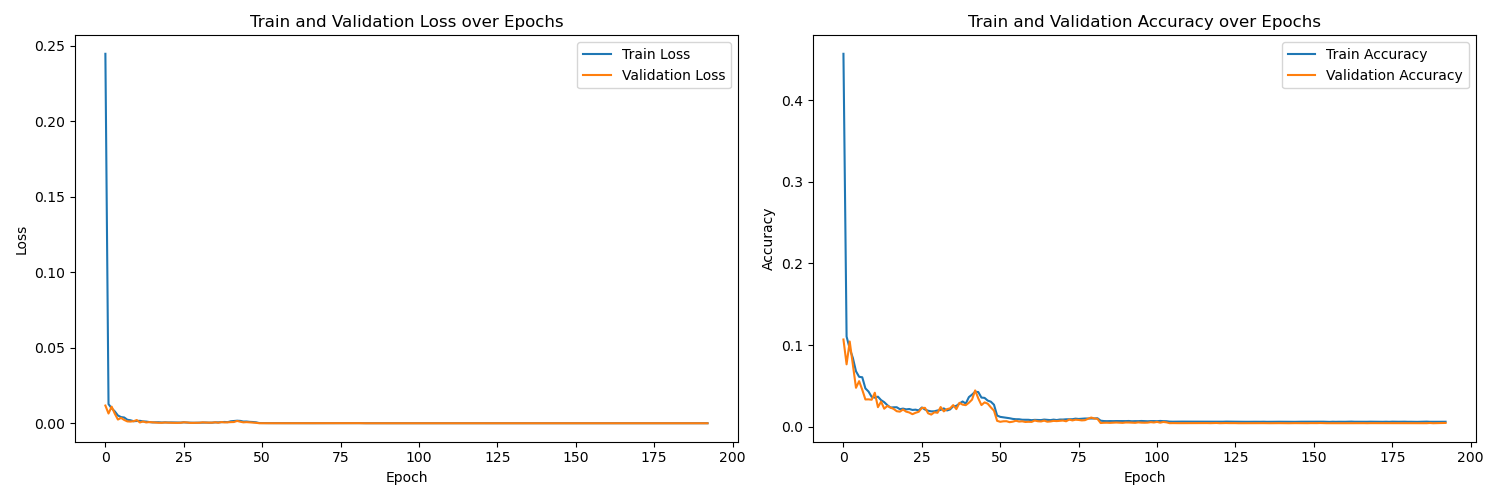 Train and Validation Loss over Epochs
Train Loss
Validation Loss
0.25
0.20
0.15
0.10
0.05
0.00
Loss
0 25 50 75 100 125 150 175 200
Epoch
Train and Validation Accuracy over Epochs
Train Accuracy
Validation Accuracy
0.4
0.3
0.2
0.1
0.0
Accuracy
0 25 50 75 100 125 150 175 200
Epoch